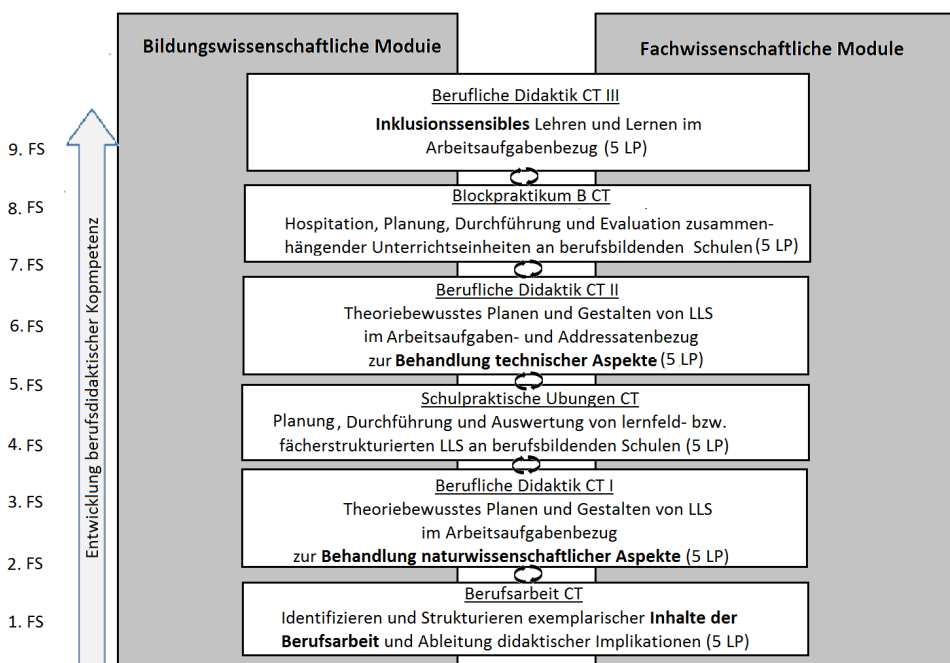 Bildungswissenschaftliche Moduie
Fachwissenschaftliche Module
Berufliche Didaktik CT III
Inklusionssensibles Lehren und Lernen im
Arbeitsaufgabenbezug (5 LP)
9. FS
Blockpraktikum B CT
8. FS
Hospitation, Planung, Durchführung und Evaluation zusammen-
hängender Unterrichtseinheiten an berufsbildenden Schulen (5 LP)
7. FS
Berufliche Didaktik CT II
Theoriebewusstes Planen und Gestalten von LLS
6. FS
im Arbeitsaufgaben- und Addressatenbezug
zur Behandlung technischer Aspekte (5 LP)
5. FS
Schulpraktische Ubungen CT
Planung, Durchführung und Auswertung von lernfeld- bzw.
4. FS
fächerstrukturierten LLS an berufsbildenden Schulen (5 LP)
Berufliche Didaktik CT I
3. FS
Theoriebewusstes Planen und Gestalten von LLS
im Arbeitsaufgabenbezug
zur Behandlung naturwissenschaftlicher Aspekte (5 LP)
2. FS
Berufsarbeit CT
1. FS
Identifizieren und Strukturieren exemplarischer Inhalte der
Berufsarbeit und Ableitung didaktischer Implikationen (5 LP)
Entwicklung berufsdidaktischer Kopmpetenz